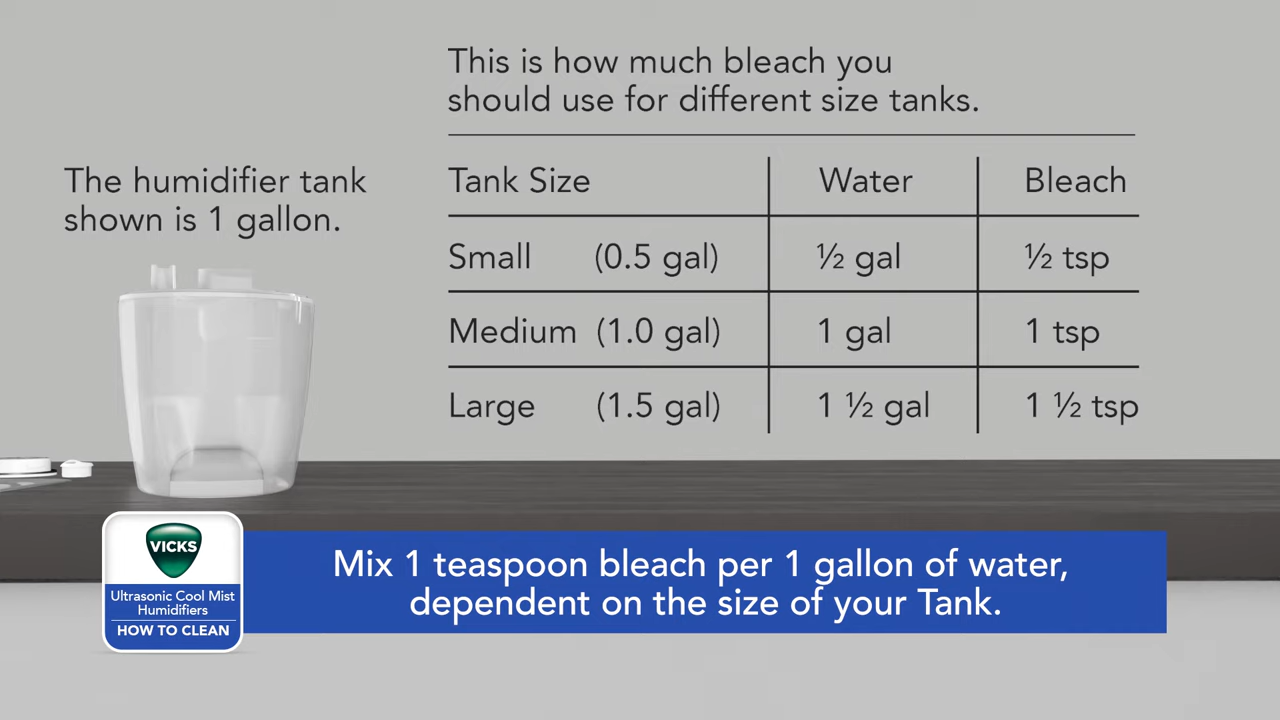 This is how much bleach you
should use for different size tanks.
The humidifier tank
shown is 1 gallon.
Tank Size Water Bleach
Small (0.5 gal) ½ gal ½ tsp
Medium (1.0 gal) 1 gal 1 tsp
Large (1.5 gal) 1 ½ gal 1 ½ tsp
VICKS
Ultrasonic Cool Mist
Humidifiers
HOW TO CLEAN
Mix 1 teaspoon bleach per 1 gallon of water,
dependent on the size of your Tank.